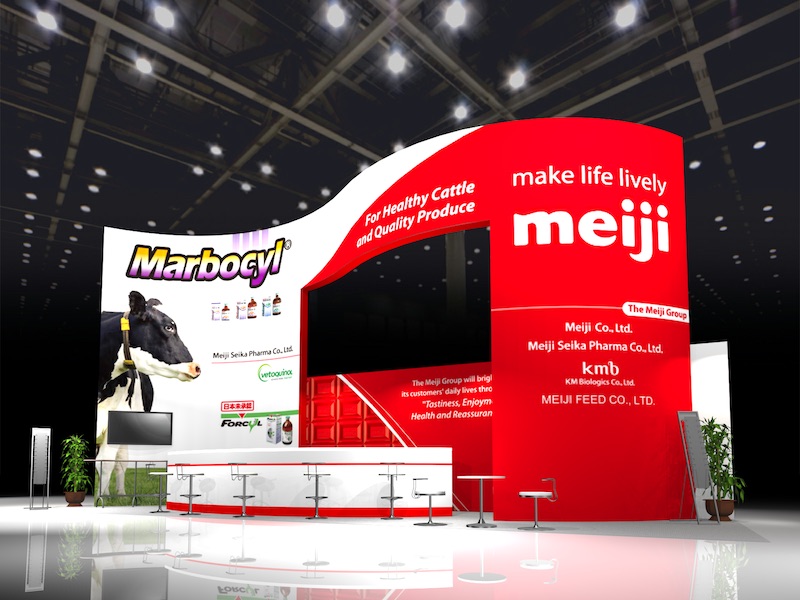 Marbocyl®
Meiji Seika Pharma Co., Ltd.
vetoquinol
日本未承認
FORCYL
For Healthy Cattle
and Quality Produce
The Meiji Group will brigh
its customers' daily lives thro
"Tastiness, Enjoym
Health and Reassuran
make life lively
meiji
The Meiji Group
Meiji Co., Ltd.
Meiji Seika Pharma Co., Ltd.
kmb
KM Biologics Co., Ltd.
MEIJI FEED CO., LTD.